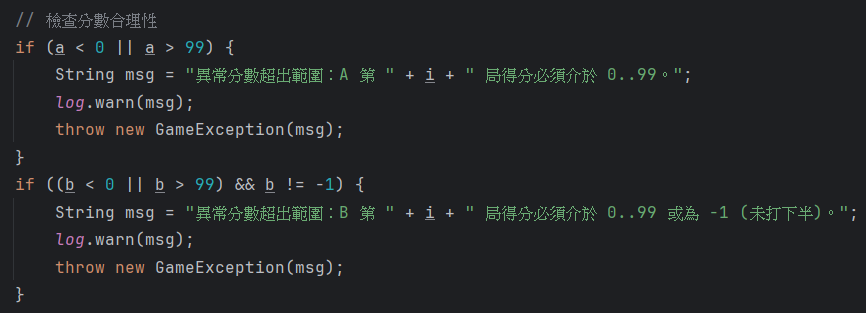 // 檢查分數合理性
if (a < 0 || a > 99) {
    String msg = "異常分數超出範圍：A 第 " + i + " 局得分必須介於 0..99。";
    log.warn(msg);
    throw new GameException(msg);
}
if ((b < 0 || b > 99) && b != -1) {
    String msg = "異常分數超出範圍：B 第 " + i + " 局得分必須介於 0..99 或為 -1 (未打下半)。";
    log.warn(msg);
    throw new GameException(msg);
}